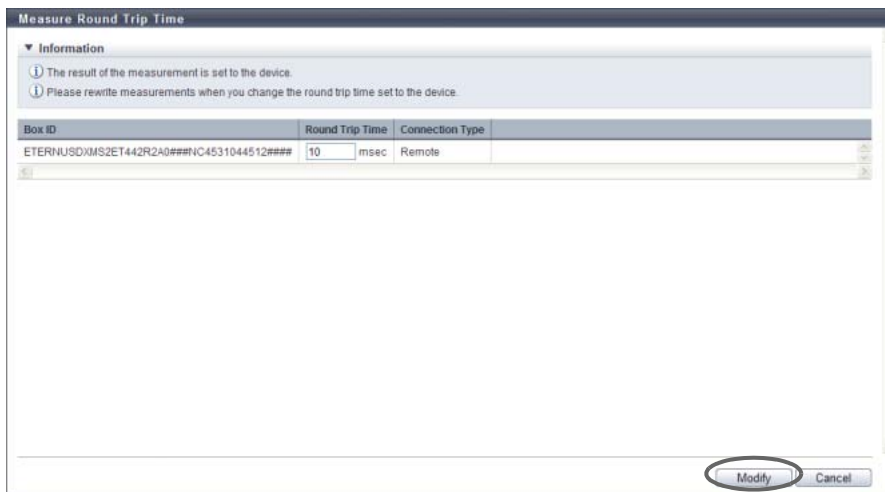 Measure Round Trip Time
Information
The result of the measurement is set to the device.
Please rewrite measurements when you change the round trip time set to the device.
Box ID Round Trip Time Connection Type
ETERNUSDXMS2ET442R2A0###NC4531044512#### 10 msec Remote
Modify Cancel